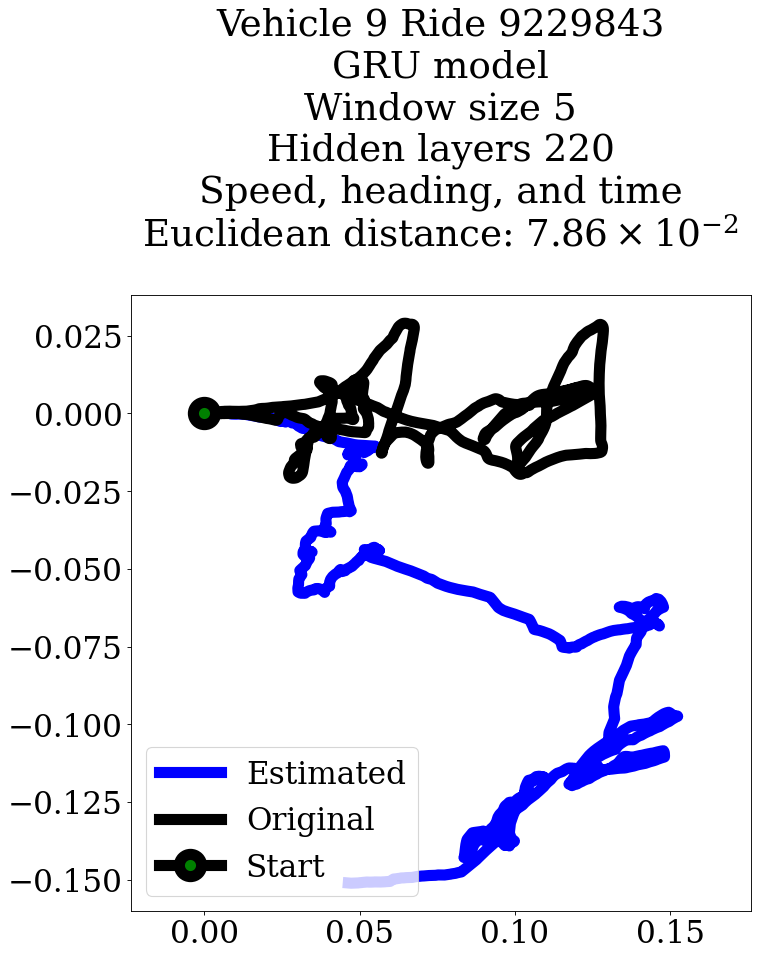 Vehicle 9 Ride 9229843
GRU model
Window size 5
Hidden layers 220
Speed, heading, and time
Euclidean distance: 7.86 × 10⁻²
0.025
0.000
−0.025
−0.050
−0.075
−0.100
−0.125
−0.150
Estimated
Original
Start
0.00 0.05 0.10 0.15